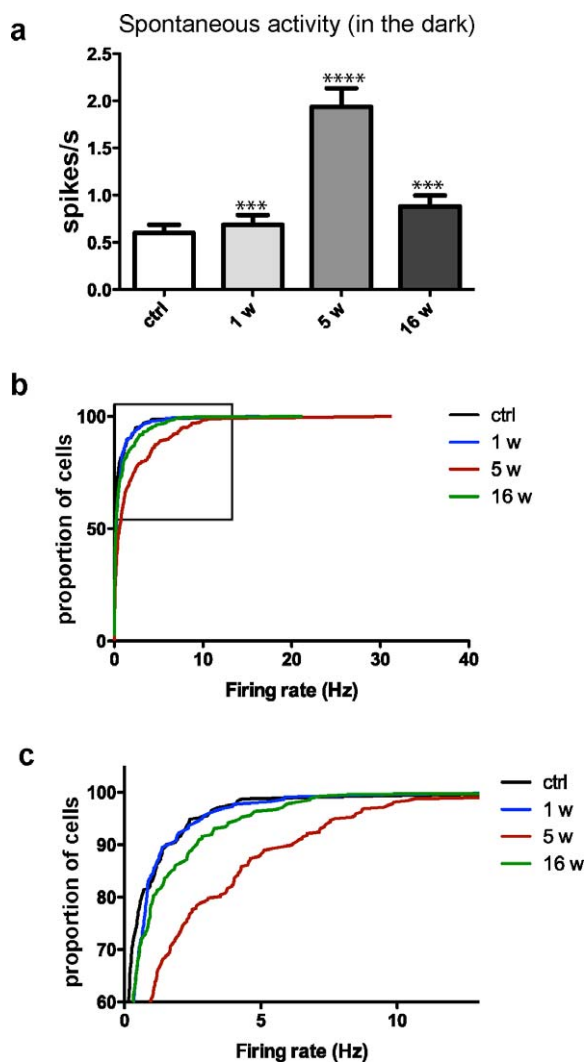 a
Spontaneous activity (in the dark)
spikes/s
2.5
2.0
1.5
1.0
0.5
0.0
***
****
***
ctrl
1 w
5 w
16 w
b
proportion of cells
100
50
0
0 10 20 30 40
Firing rate (Hz)
ctrl
1 w
5 w
16 w
c
proportion of cells
100
90
80
70
60
0 5 10
Firing rate (Hz)
ctrl
1 w
5 w
16 w